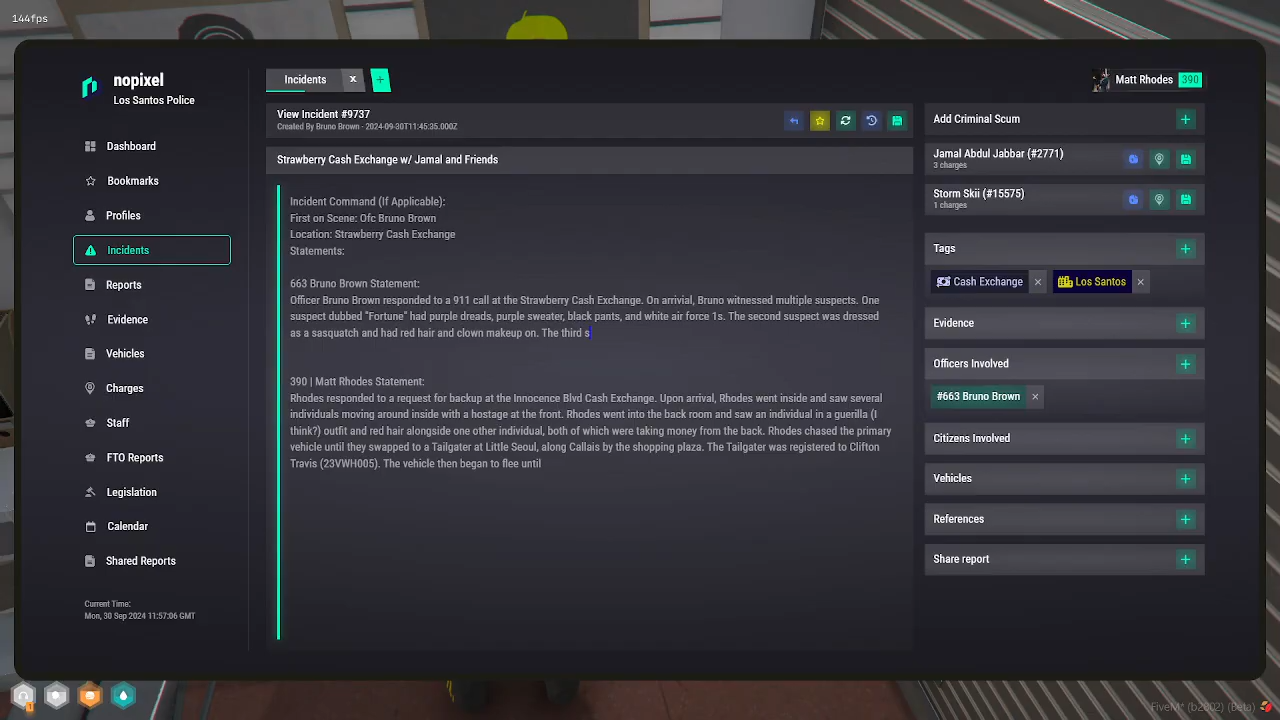 144fps
nopixel
Los Santos Police
Dashboard
Bookmarks
Profiles
Incidents
Reports
Evidence
Vehicles
Charges
Staff
FTO Reports
Legislation
Calendar
Shared Reports
Current Time:
Mon, 30 Sep 2024 11:57:06 GMT
Incidents x +
Matt Rhodes 390
View Incident #9737
Created By Bruno Brown - 2024-09-30T11:45:35.000Z
Strawberry Cash Exchange w/ Jamal and Friends
Incident Command (If Applicable):
First on Scene: Ofc Bruno Brown
Location: Strawberry Cash Exchange
Statements:
663 Bruno Brown Statement:
Officer Bruno Brown responded to a 911 call at the Strawberry Cash Exchange. On arrivial, Bruno witnessed multiple suspects. One
suspect dubbed "Fortune" had purple dreads, purple sweater, black pants, and white air force 1s. The second suspect was dressed
as a sasquatch and had red hair and clown makeup on. The third s
390 | Matt Rhodes Statement:
Rhodes responded to a request for backup at the Innocence Blvd Cash Exchange. Upon arrival, Rhodes went inside and saw several
individuals moving around inside with a hostage at the front. Rhodes went into the back room and saw an individual in a guerilla (I
think?) outfit and red hair alongside one other individual, both of which were taking money from the back. Rhodes chased the primary
vehicle until they swapped to a Tailgater at Little Seoul, along Callais by the shopping plaza. The Tailgater was registered to Clifton
Travis (23VWH005). The vehicle then began to flee until
Add Criminal Scum +
Jamal Abdul Jabbar (#2771)
3 charges
Storm Skii (#15575)
1 charges
Tags +
Cash Exchange x Los Santos x
Evidence +
Officers Involved +
#663 Bruno Brown x
Citizens Involved +
Vehicles +
References +
Share report +
1
FiveM* (b2802) (Beta)